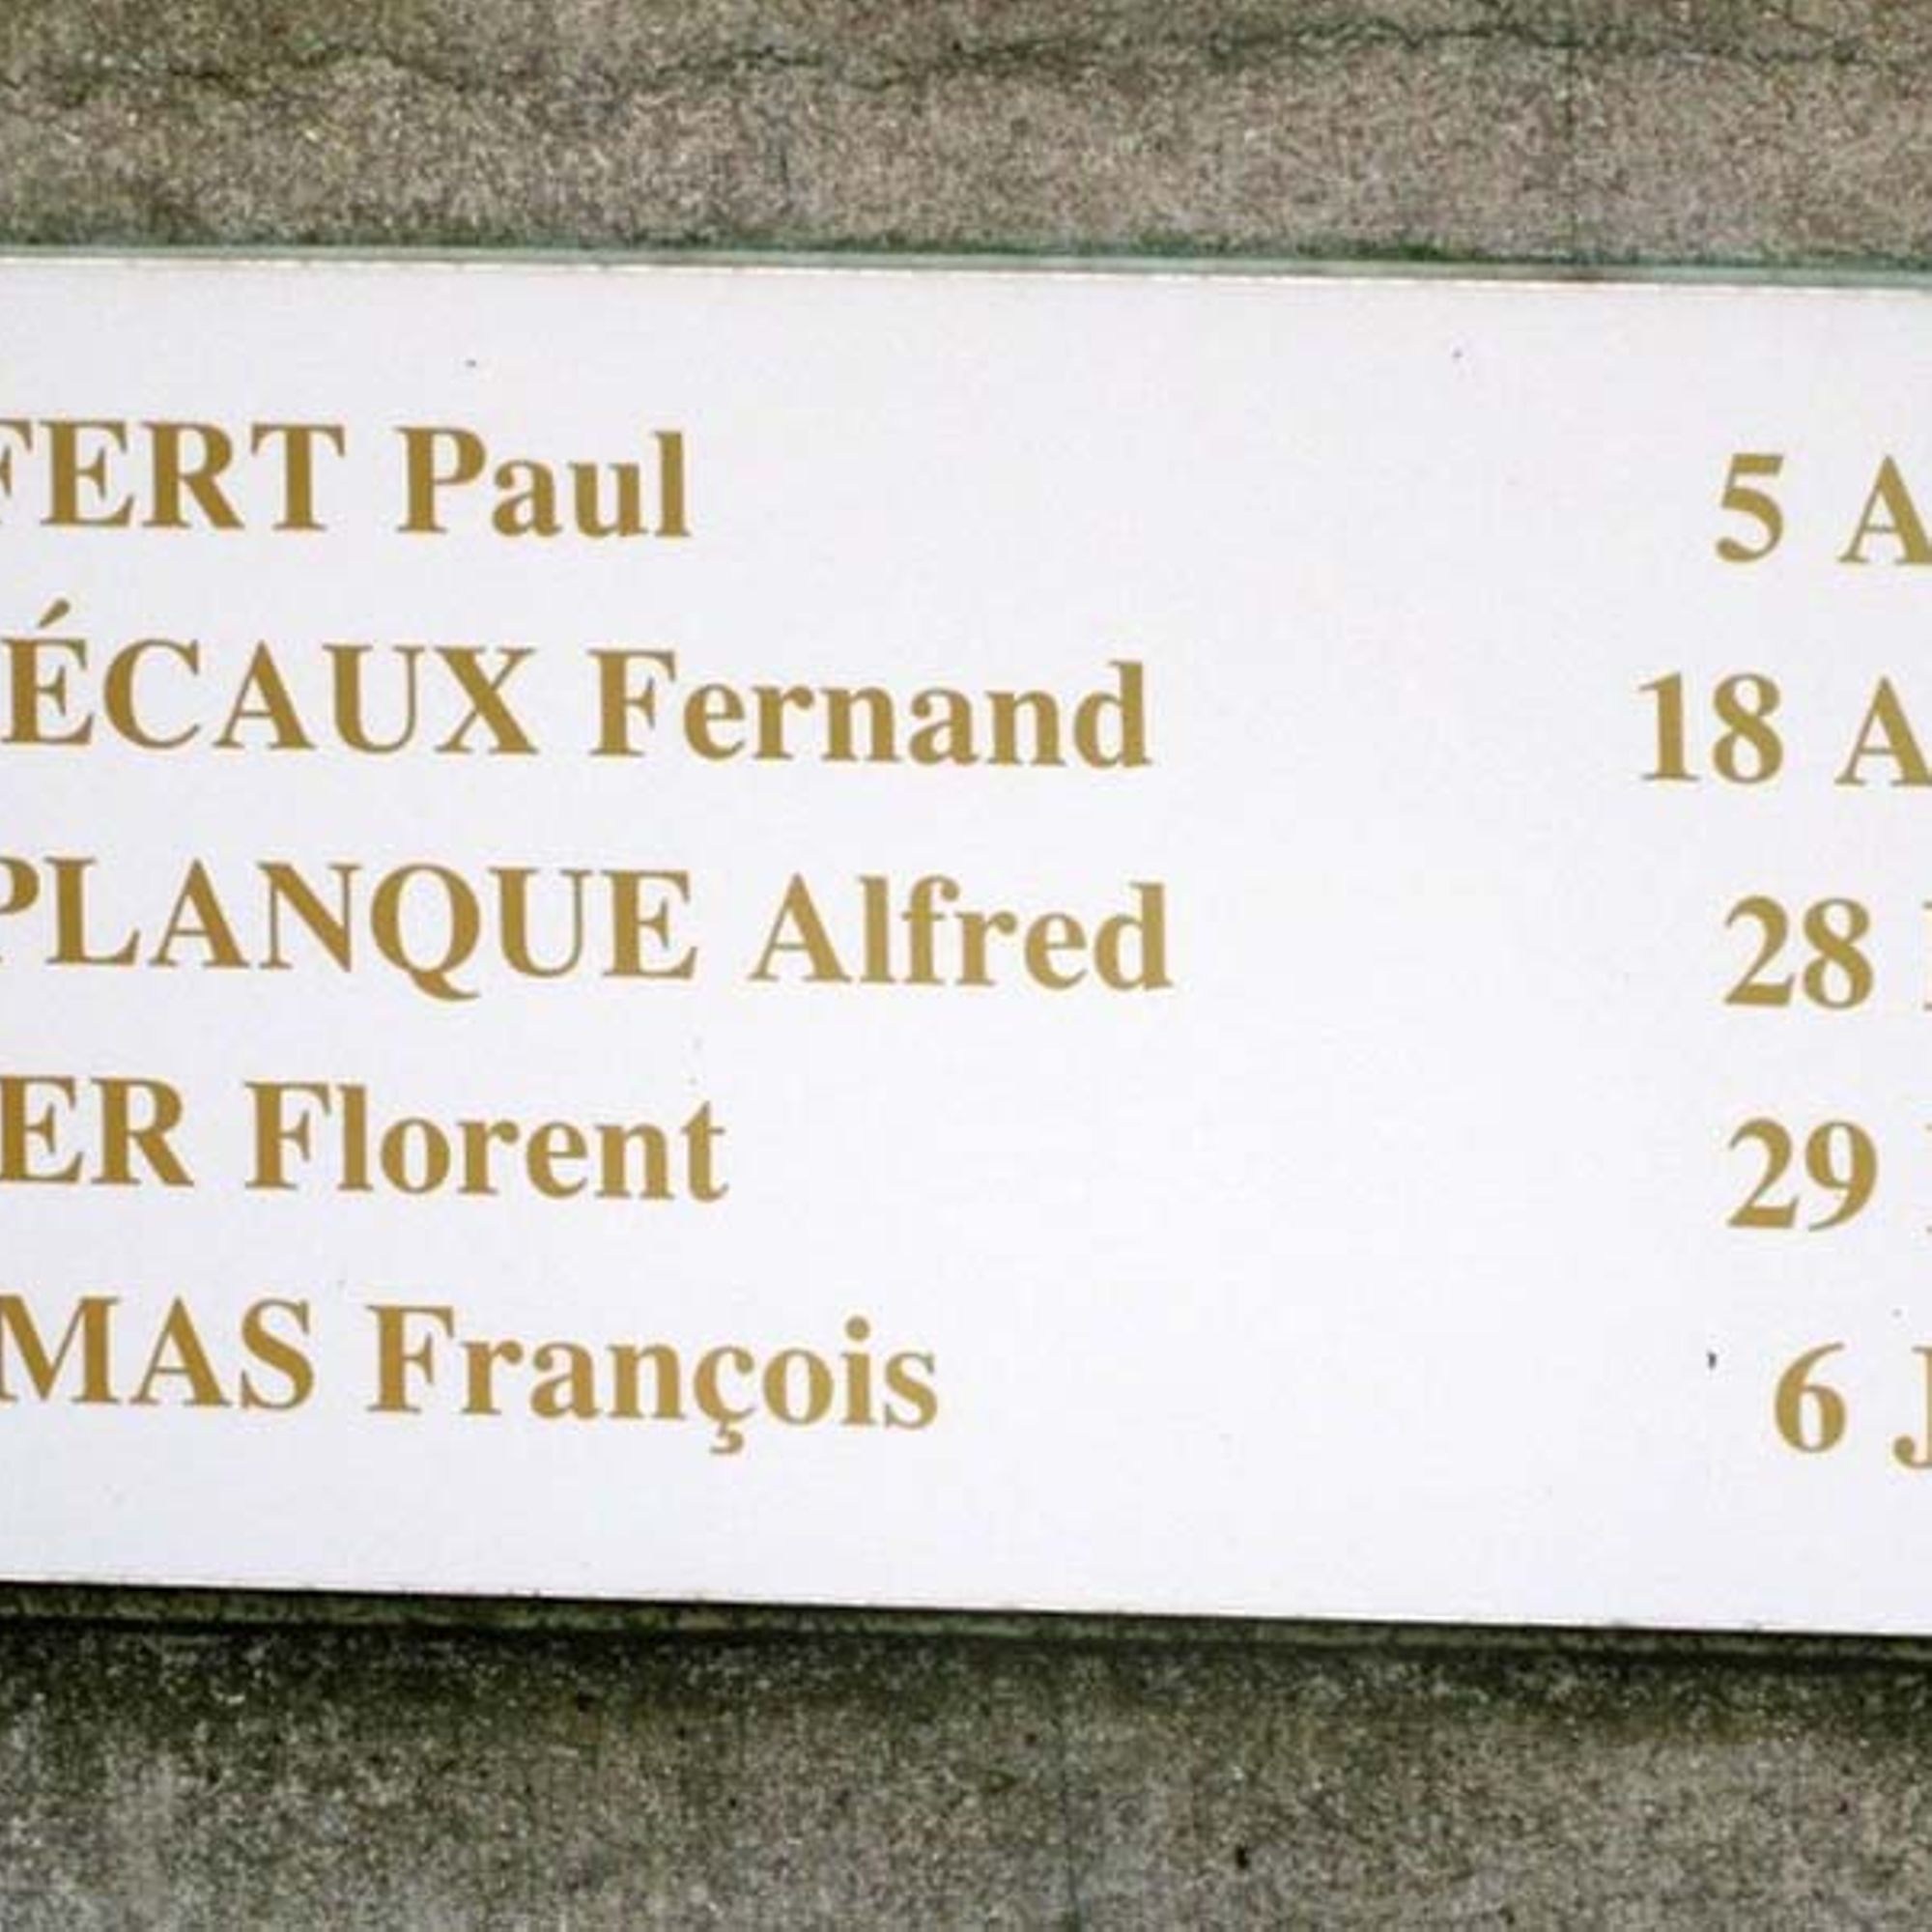 FERT Paul 5 A
ÉCAUX Fernand 18 A
PLANQUE Alfred 28
ER Florent 29
MAS François 6 J